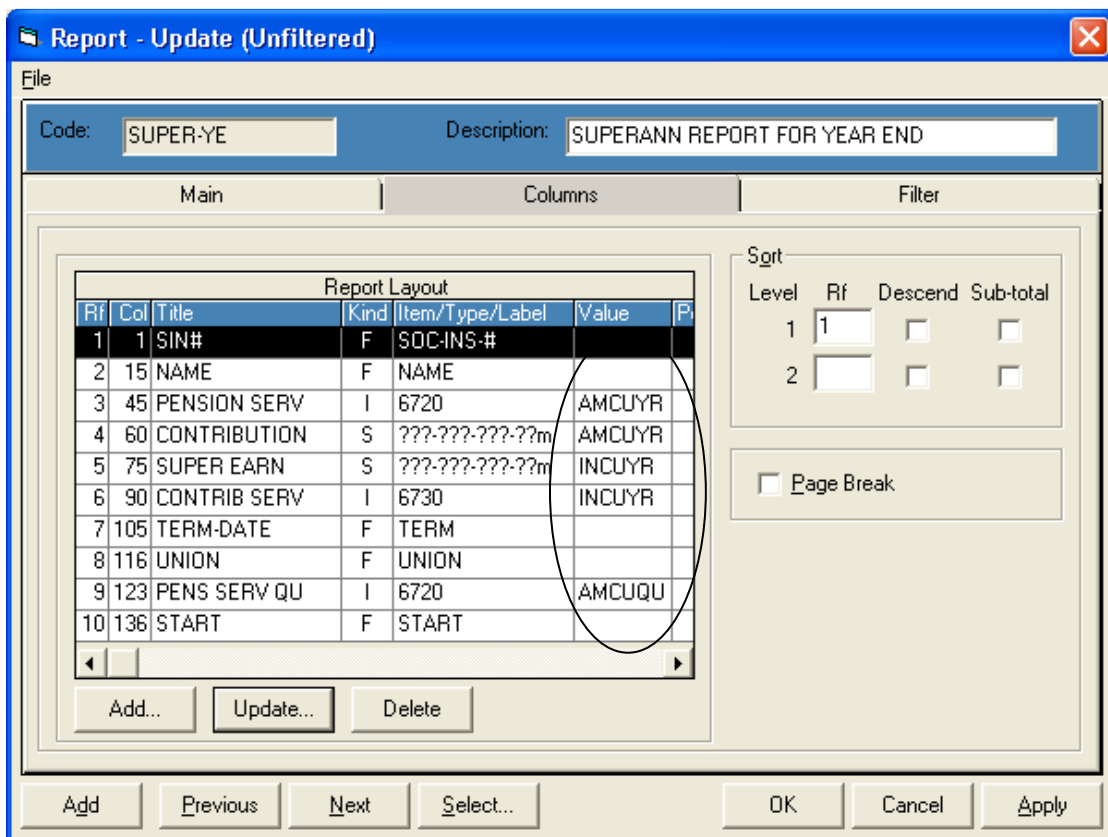 Report - Update (Unfiltered)
File
Code: SUPER-YE Description: SUPERANN REPORT FOR YEAR END
Main Columns Filter
Report Layout
Rf Col Title Kind Item/Type/Label Value
1 1 SIN# F SOC-INS-#
2 15 NAME F NAME
3 45 PENSION SERV I 6720 AMCUYR
4 60 CONTRIBUTION S ???-???-???-??m AMCUYR
5 75 SUPER EARN S ???-???-???-??m INCUYR
6 90 CONTRIB SERV I 6730 INCUYR
7 105 TERM-DATE F TERM
8 116 UNION F UNION
9 123 PENS SERV QU I 6720 AMCUQU
10 136 START F START
Add... Update... Delete
Sort
Level Rf Descend Sub-total
1 1
2
Page Break
Add Previous Next Select... OK Cancel Apply